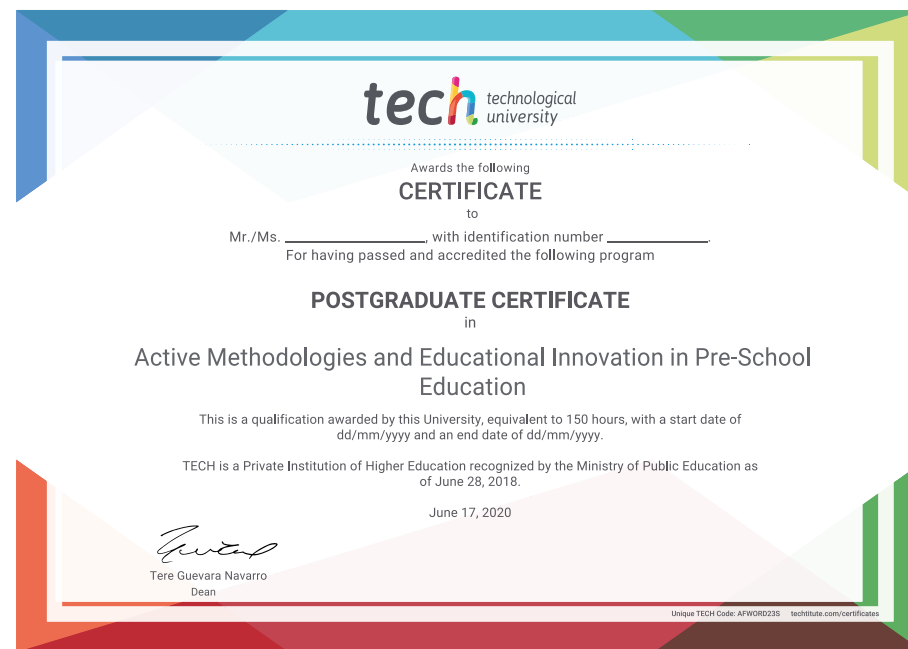 tech technological
university
Awards the following
CERTIFICATE
to
Mr./Ms. ____________________, with identification number ______________.
For having passed and accredited the following program
POSTGRADUATE CERTIFICATE
in
Active Methodologies and Educational Innovation in Pre-School
Education
This is a qualification awarded by this University, equivalent to 150 hours, with a start date of
dd/mm/yyyy and an end date of dd/mm/yyyy.
TECH is a Private Institution of Higher Education recognized by the Ministry of Public Education as
of June 28, 2018.
June 17, 2020
Tere Guevara Navarro
Dean
Unique TECH Code: AFWORD23S techtitute.com/certificates